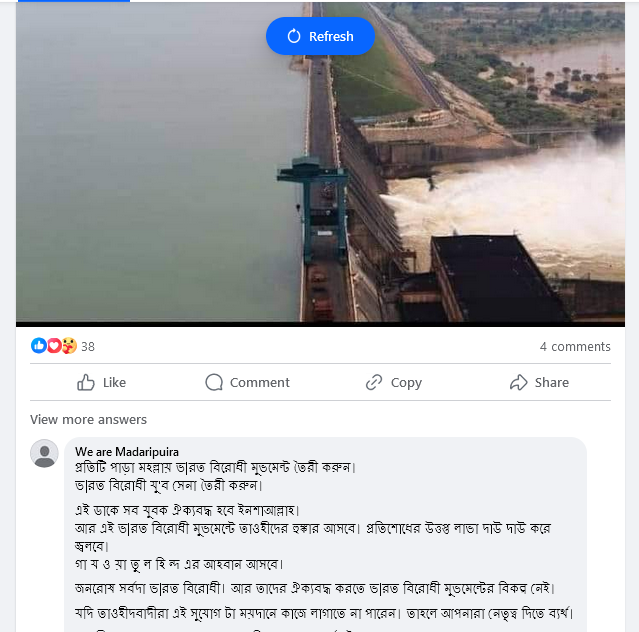 Refresh
38
4 comments
Like
Comment
Copy
Share
View more answers
We are Madaripuira
প্রতিটি পাড়া মহল্লায় ভ|রত বিরোধী মুভমেন্ট তৈরী করুন।
ভ|রত বিরোধী যু'ব সেনা তৈরী করুন।
এই ডাকে সব যুবক ঐক্যবদ্ধ হবে ইনশাআল্লাহ।
আর এই ভ|রত বিরোধী মুভমেন্টে তাওহীদের হুঙ্কার আসবে। প্রতিশোধের উত্তপ্ত লাভা দাউ দাউ করে
জ্বলবে।
গা য ও য়া তু ল হি ন্দ এর আহবান আসবে।
জনরোষ সর্বদা ভ|রত বিরোধী। আর তাদের ঐক্যবদ্ধ করতে ভ|রত বিরোধী মুভমেন্টের বিকল্প নেই।
যদি তাওহীদবাদীরা এই সুযোগ টা ময়দানে কাজে লাগাতে না পারেন। তাহলে আপনারা নেতৃত্ব দিতে ব্যর্থ।